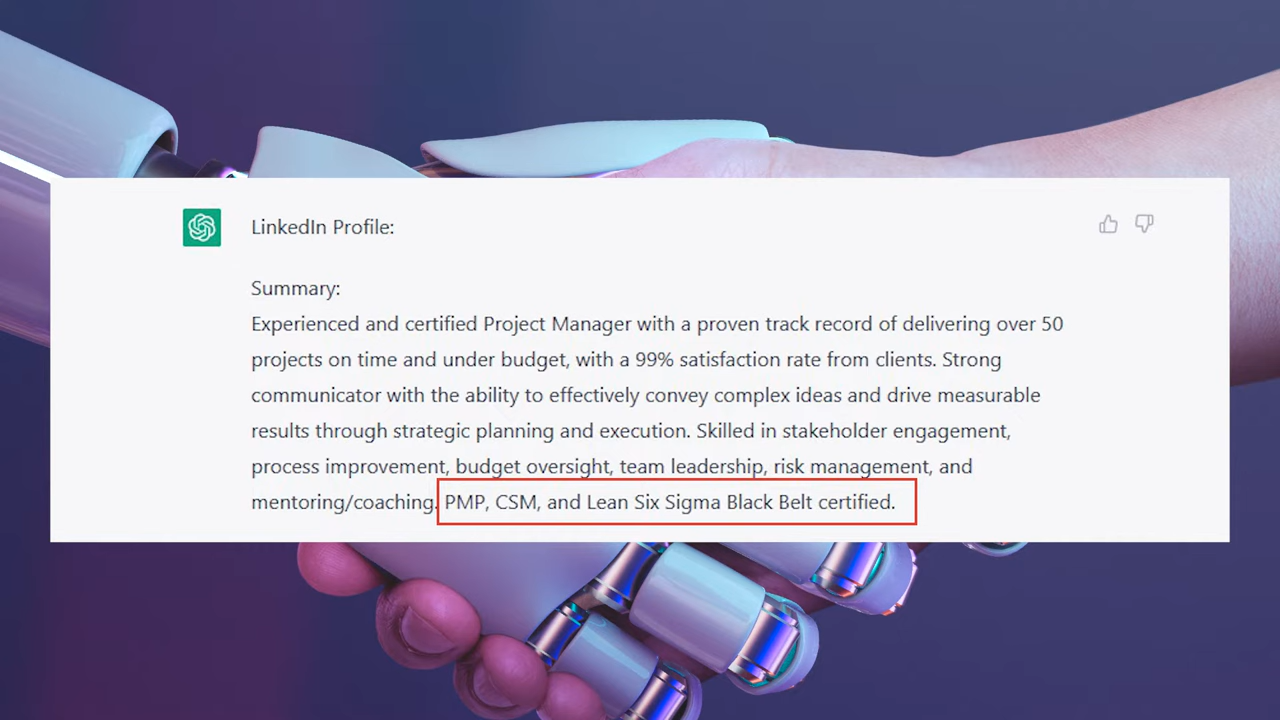 LinkedIn Profile:
Summary:
Experienced and certified Project Manager with a proven track record of delivering over 50
projects on time and under budget, with a 99% satisfaction rate from clients. Strong
communicator with the ability to effectively convey complex ideas and drive measurable
results through strategic planning and execution. Skilled in stakeholder engagement,
process improvement, budget oversight, team leadership, risk management, and
mentoring/coaching. PMP, CSM, and Lean Six Sigma Black Belt certified.